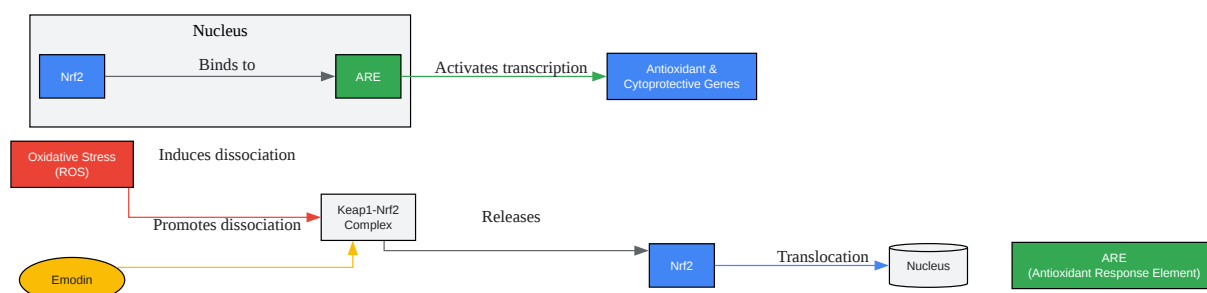 Nucleus
Nrf2
Binds to
ARE
Activates transcription
Antioxidant &
Cytoprotective Genes
Oxidative Stress
(ROS)
Induces dissociation
Promotes dissociation
Keap1-Nrf2
Complex
Releases
Emodin
Nrf2
Translocation
Nucleus
ARE
(Antioxidant Response Element)